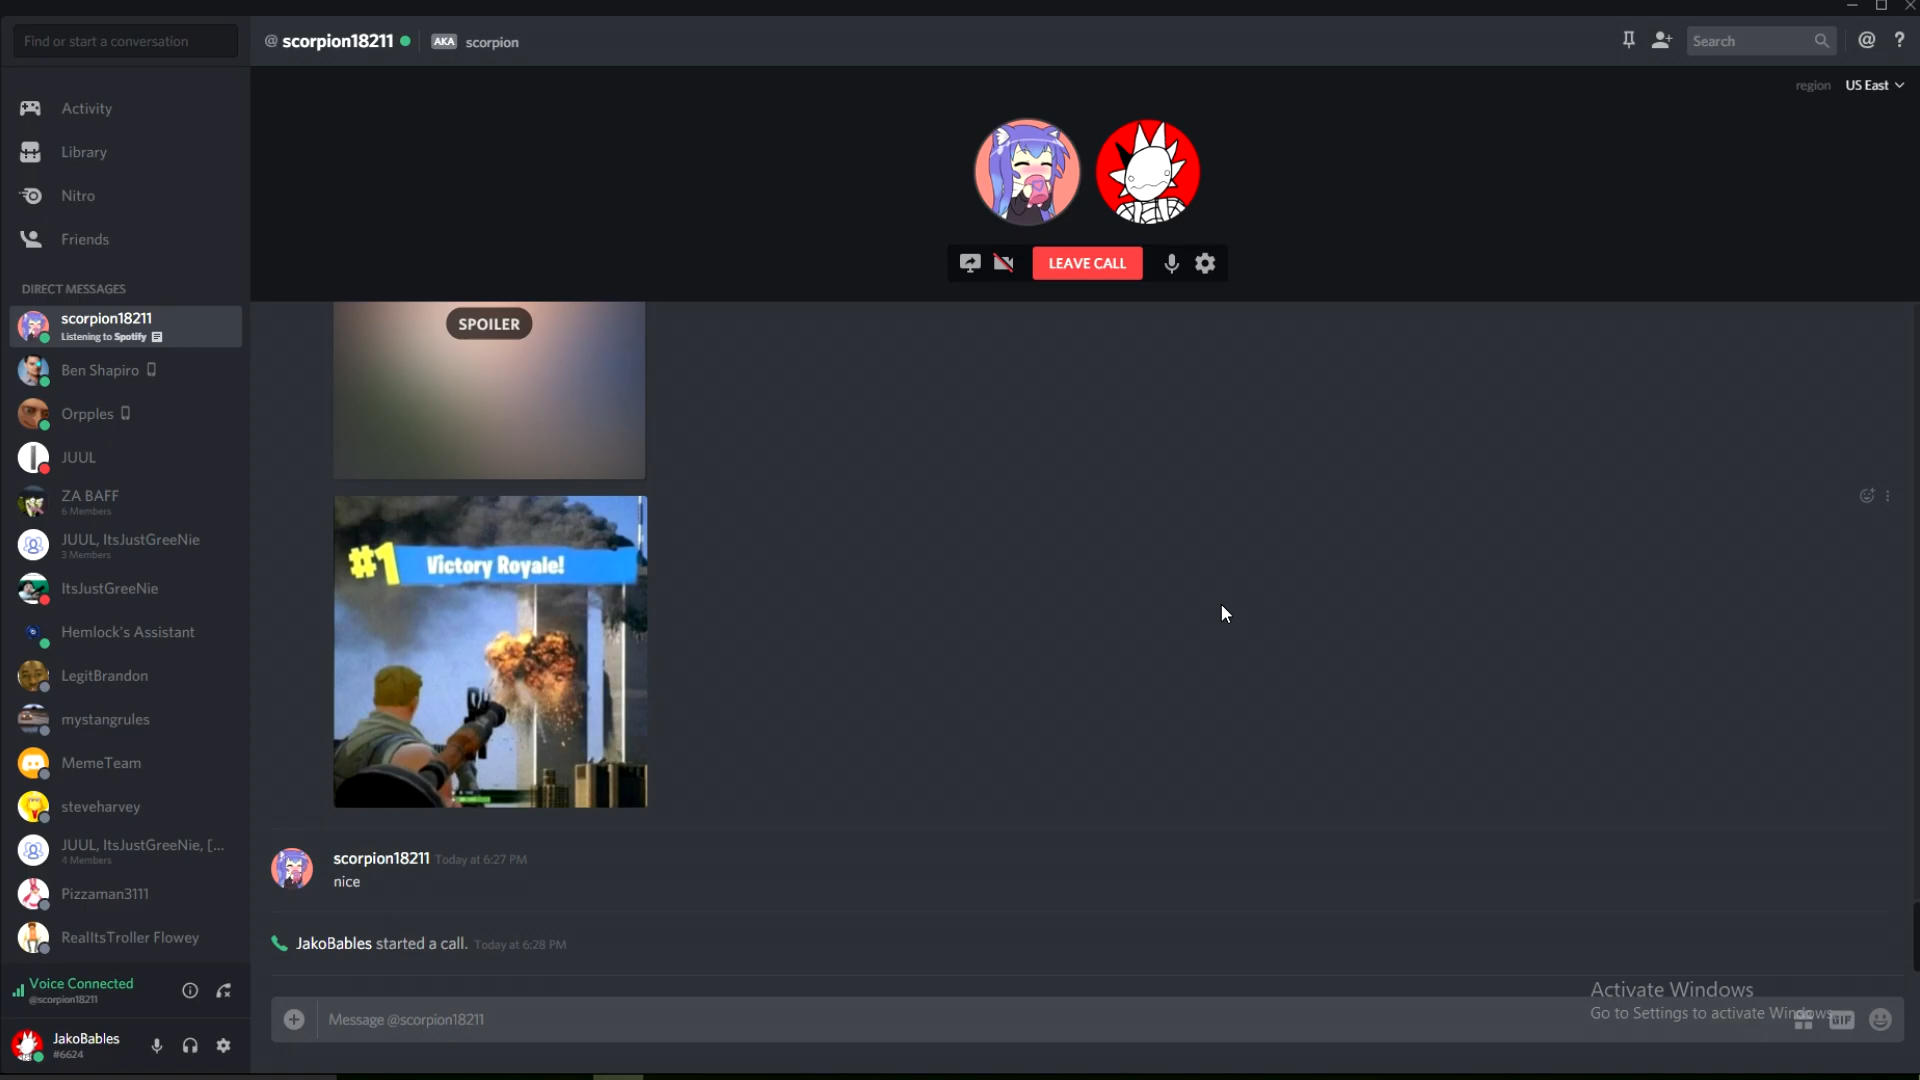 Find or start a conversation
@ scorpion18211 AKA scorpion
Search
@ ?
region US East
Activity
Library
Nitro
Friends
LEAVE CALL
DIRECT MESSAGES
scorpion18211
Listening to Spotify
Ben Shapiro
Orpples
JUUL
ZA BAFF
6 Members
JUUL, ItsJustGreeNie
3 Members
ItsJustGreeNie
Hemlock's Assistant
LegitBrandon
mystangrules
MemeTeam
steveharvey
JUUL, ItsJustGreeNie, [...
4 Members
Pizzaman3111
RealItsTroller Flowey
SPOILER
#1 Victory Royale!
scorpion18211 Today at 6:27 PM
nice
JakoBables started a call. Today at 6:28 PM
Voice Connected
@scorpion18211
JakoBables
#6624
Message @scorpion18211
GIF
Activate Windows
Go to Settings to activate Windows.